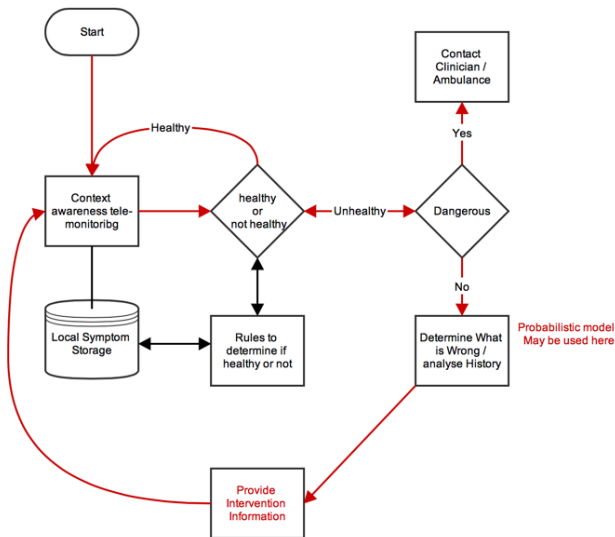 Start
Contact
Clinician /
Ambulance
Healthy
Yes
Context
awareness tele-
monitoribg
healthy
or
not healthy
Unhealthy
Dangerous
No
Local Symptom
Storage
Rules to
determine if
healthy or not
Determine What
is Wrong /
analyse History
Probabilistic model
May be used here
Provide
Intervention
Information